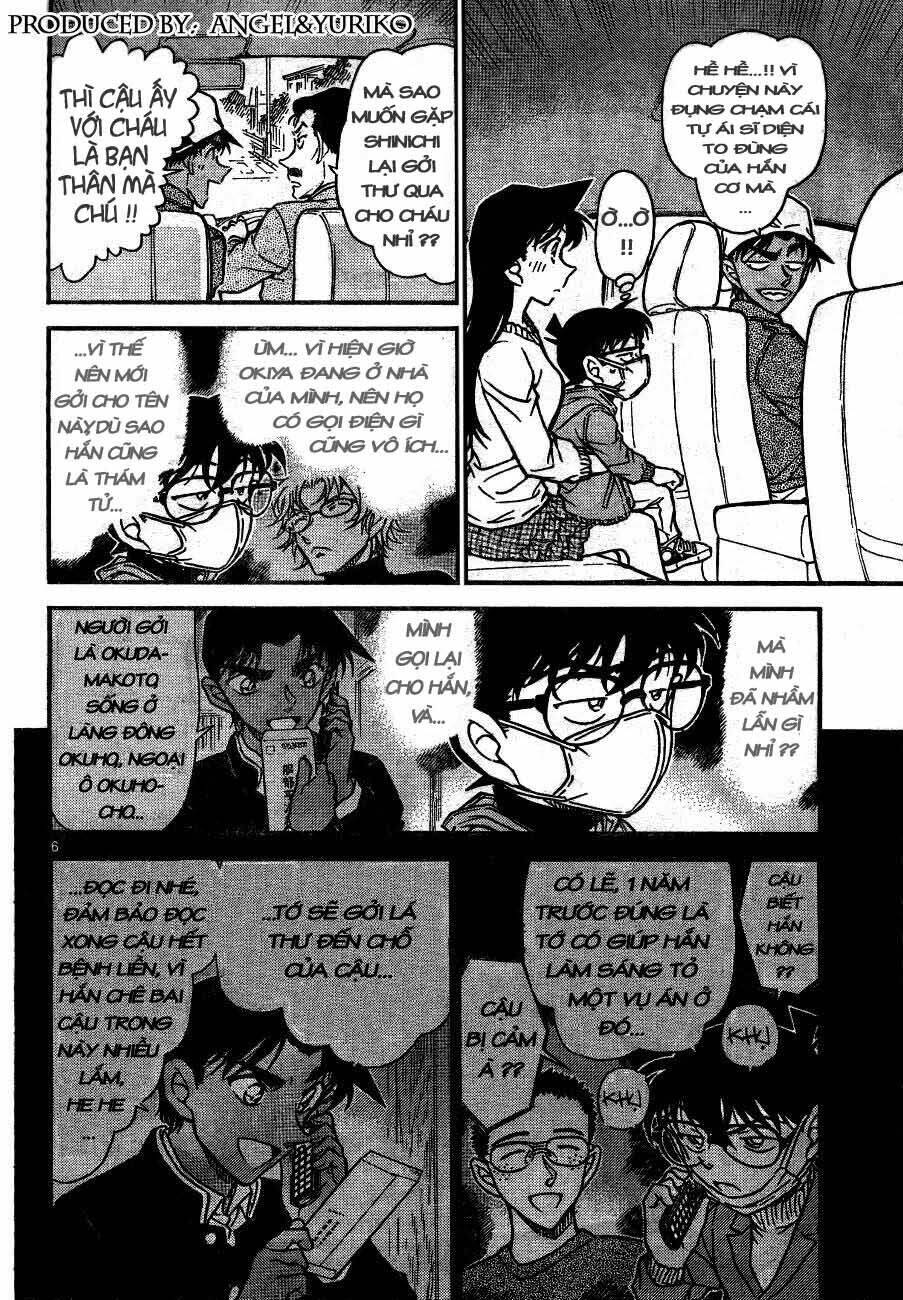 PRODUCED BY: ANGEL&YURIKO
HỀ HỀ...!! VÌ
CHUYỆN NÀY
ĐỤNG CHẠM CÁI
TỰ ÁI SĨ DIỆN
TO ĐÙNG
CỦA HẮN
CƠ MÀ
...
Ờ...Ờ
!!
MÀ SAO
MUỐN GẶP
SHINICHI
LẠI GỞI
THƯ QUA
CHO CHÁU
NHỈ ??
THÌ CẬU ẤY
VỚI CHÁU
LÀ BẠN
THÂN MÀ
CHÚ !!
ỪM... VÌ HIỆN GIỜ
OKIYA ĐANG Ở NHÀ
CỦA MÌNH, NÊN HỌ
CÓ GỌI ĐIỆN GÌ
CŨNG VÔ ÍCH...
...VÌ THẾ
NÊN MỚI
GỞI CHO TÊN
NÀY,DÙ SAO
HẮN CŨNG
LÀ THÁM
TỬ...
MÀ
MÌNH
ĐÃ NHẦM
LẪN GÌ
NHỈ ??
MÌNH
GỌI LẠI
CHO HẮN,
VÀ...
NGƯỜI GỞI
LÁ OKUDA-
MAKOTO,
SỐNG Ở
LÀNG ĐÔNG
OKUHO, NGOẠI
Ô OKUHO-
CHO...
6
CẬU
BIẾT
HẮN
KHÔNG
??
CÓ LẼ, 1 NĂM
TRƯỚC ĐÚNG LÀ
TỚ CÓ GIÚP HẮN
LÀM SÁNG TỎ
MỘT VỤ ÁN Ở
ĐÓ...
KHỤ
KHỤ
CẬU
BỊ CẢM
À ??
...TỚ SẼ GỞI LÁ
THƯ ĐẾN CHỖ
CỦA CẬU...
...ĐỌC ĐI NHÉ,
ĐẢM BẢO ĐỌC
XONG CẬU HẾT
BỆNH LIỀN, VÌ
HẮN CHÊ BAI
CẬU TRONG
NÀY NHIỀU
LẮM,
HE HE
...